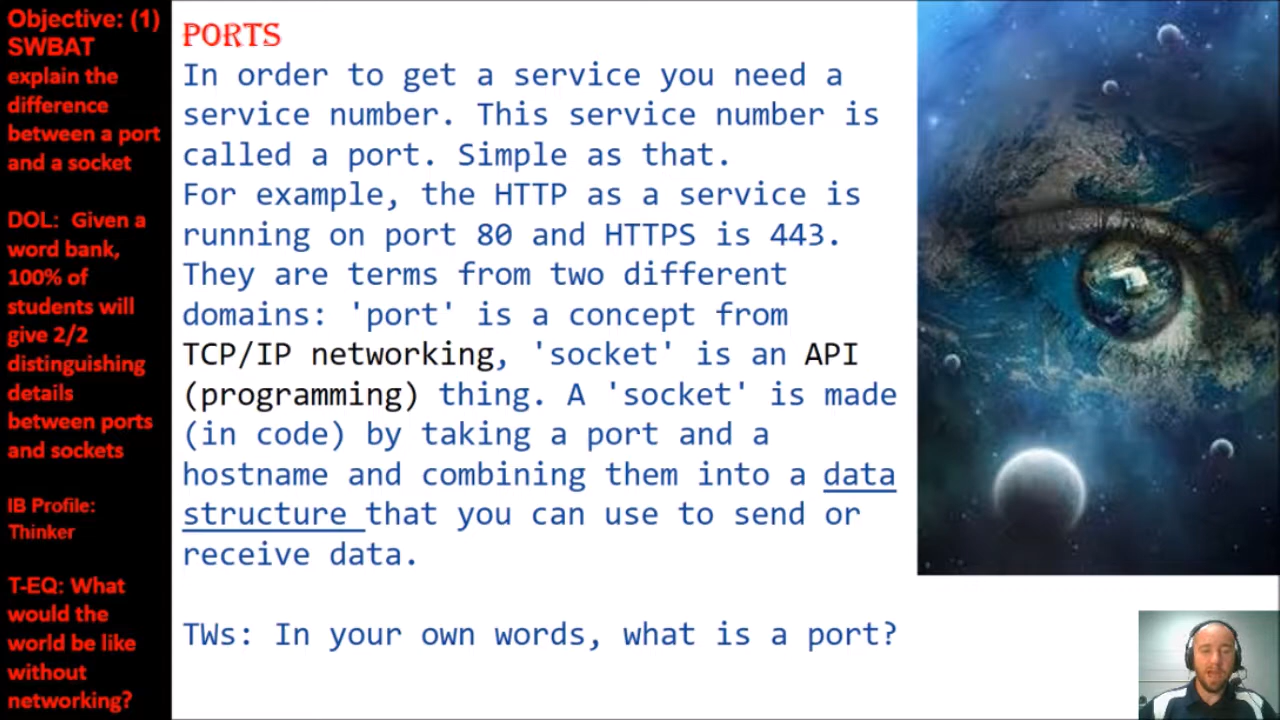 Objective: (1)
SWBAT
explain the
difference
between a port
and a socket
DOL: Given a
word bank,
100% of
students will
give 2/2
distinguishing
details
between ports
and sockets
IB Profile:
Thinker
T-EQ: What
would the
world be like
without
networking?
PORTS
In order to get a service you need a
service number. This service number is
called a port. Simple as that.
For example, the HTTP as a service is
running on port 80 and HTTPS is 443.
They are terms from two different
domains: 'port' is a concept from
TCP/IP networking, 'socket' is an API
(programming) thing. A 'socket' is made
(in code) by taking a port and a
hostname and combining them into a data
structure that you can use to send or
receive data.
TWs: In your own words, what is a port?